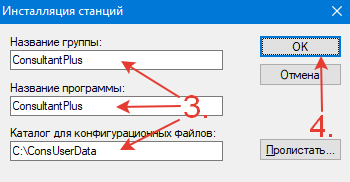 Инсталляция станций
Название группы:
ConsultantPlus
OK
Отмена
Название программы:
ConsultantPlus
3.
4.
Каталог для конфигурационных файлов:
C:\ConsUserData
Пролистать...